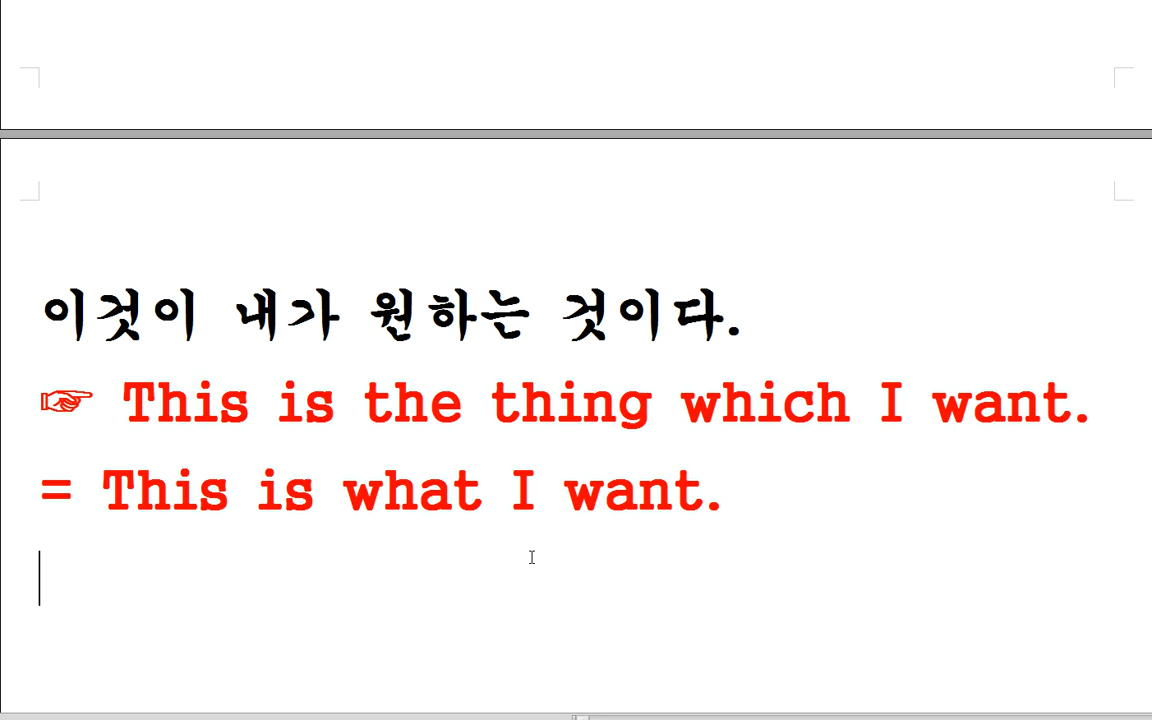 이것이 내가 원하는 것이다.
☞ This is the thing which I want.
= This is what I want.